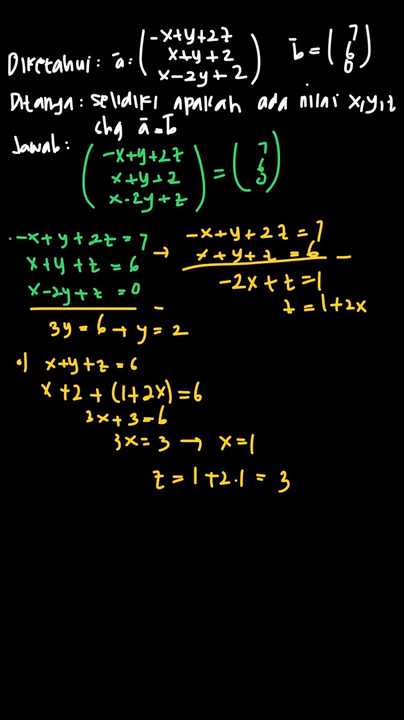 Diketahui: ā: (-x+y+2z
x+y+z
x-2y+z) b̄ = (7
6
0)
Ditanya: selidiki apakah ada nilai x,y,z
dhg ā=b̄
Jawab:
(-x+y+2z
x+y+z
x-2y+z) = (7
6
0)
-x+y+2z=7
x+y+z=6
x-2y+z=0 -
3y=6→y=2
→ -x+y+2z=7
x+y+z=6 -
-2x+z=1
z=1+2x
•) x+y+z=6
x+2+(1+2x)=6
3x+3=6
3x=3 → x=1
z=1+2.1=3